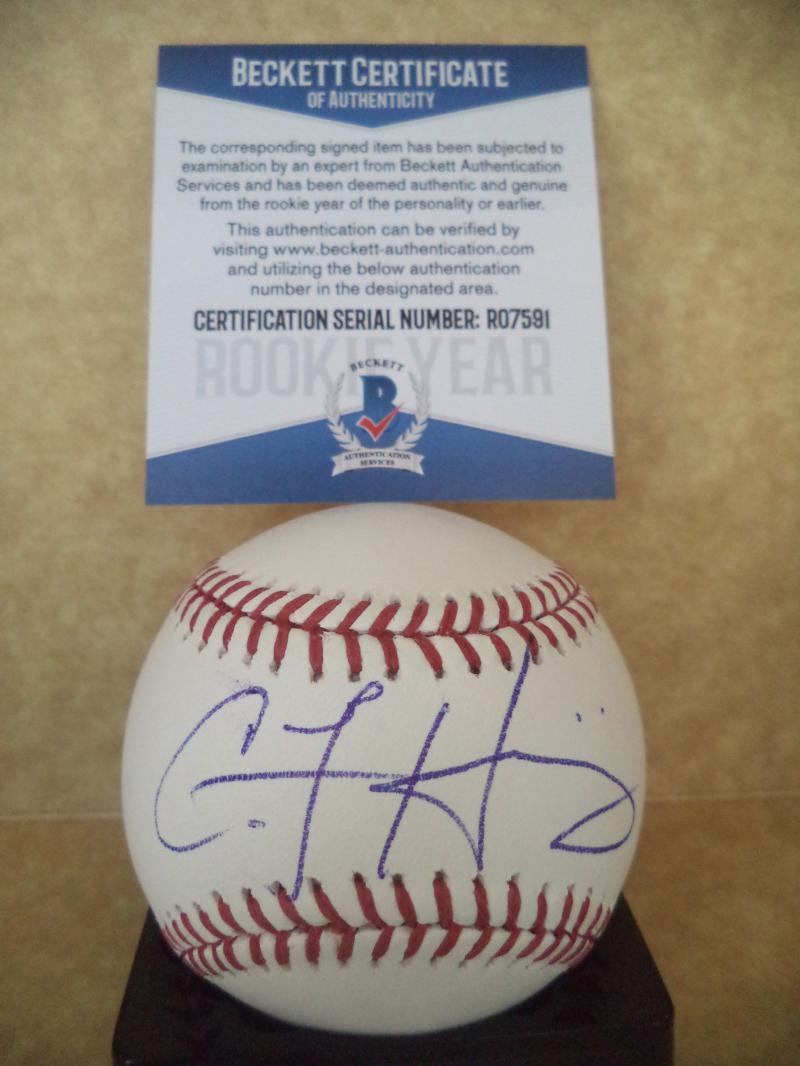 BECKETT CERTIFICATE
OF AUTHENTICITY
The corresponding signed item has been subjected to
examination by an expert from Beckett Authentication
Services and has been deemed authentic and genuine
from the rookie year of the personality or earlier.
This authentication can be verified by
visiting www.beckett-authentication.com
and utilizing the below authentication
number in the designated area.
CERTIFICATION SERIAL NUMBER: R07591
ROOKIE YEAR
BECKETT
B
AUTHENTICATION
SERVICES